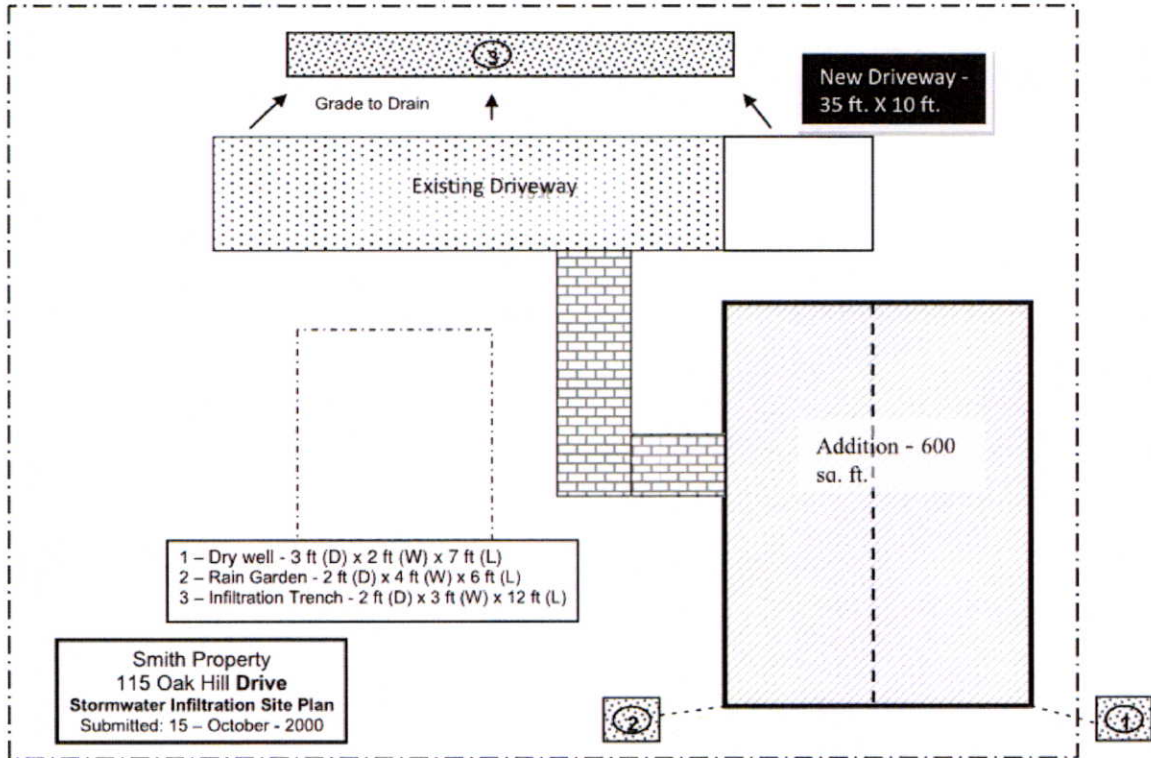 3
New Driveway -
35 ft. X 10 ft.
Grade to Drain
Existing Driveway
Addition - 600
sq. ft.
1 – Dry well - 3 ft (D) x 2 ft (W) x 7 ft (L)
2 – Rain Garden - 2 ft (D) x 4 ft (W) x 6 ft (L)
3 – Infiltration Trench - 2 ft (D) x 3 ft (W) x 12 ft (L)
Smith Property
115 Oak Hill Drive
Stormwater Infiltration Site Plan
Submitted: 15 – October - 2000
2
1